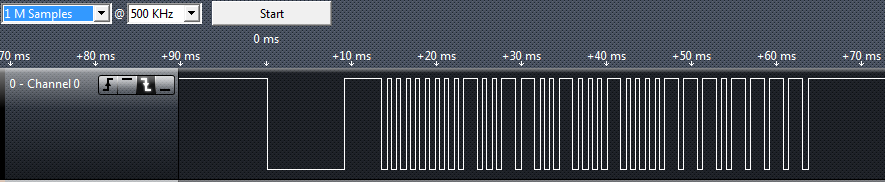 1 M Samples @ 500 KHz Start
0 ms
70 ms +80 ms +90 ms +10 ms +20 ms +30 ms +40 ms +50 ms +60 ms +70 ms
0 - Channel 0